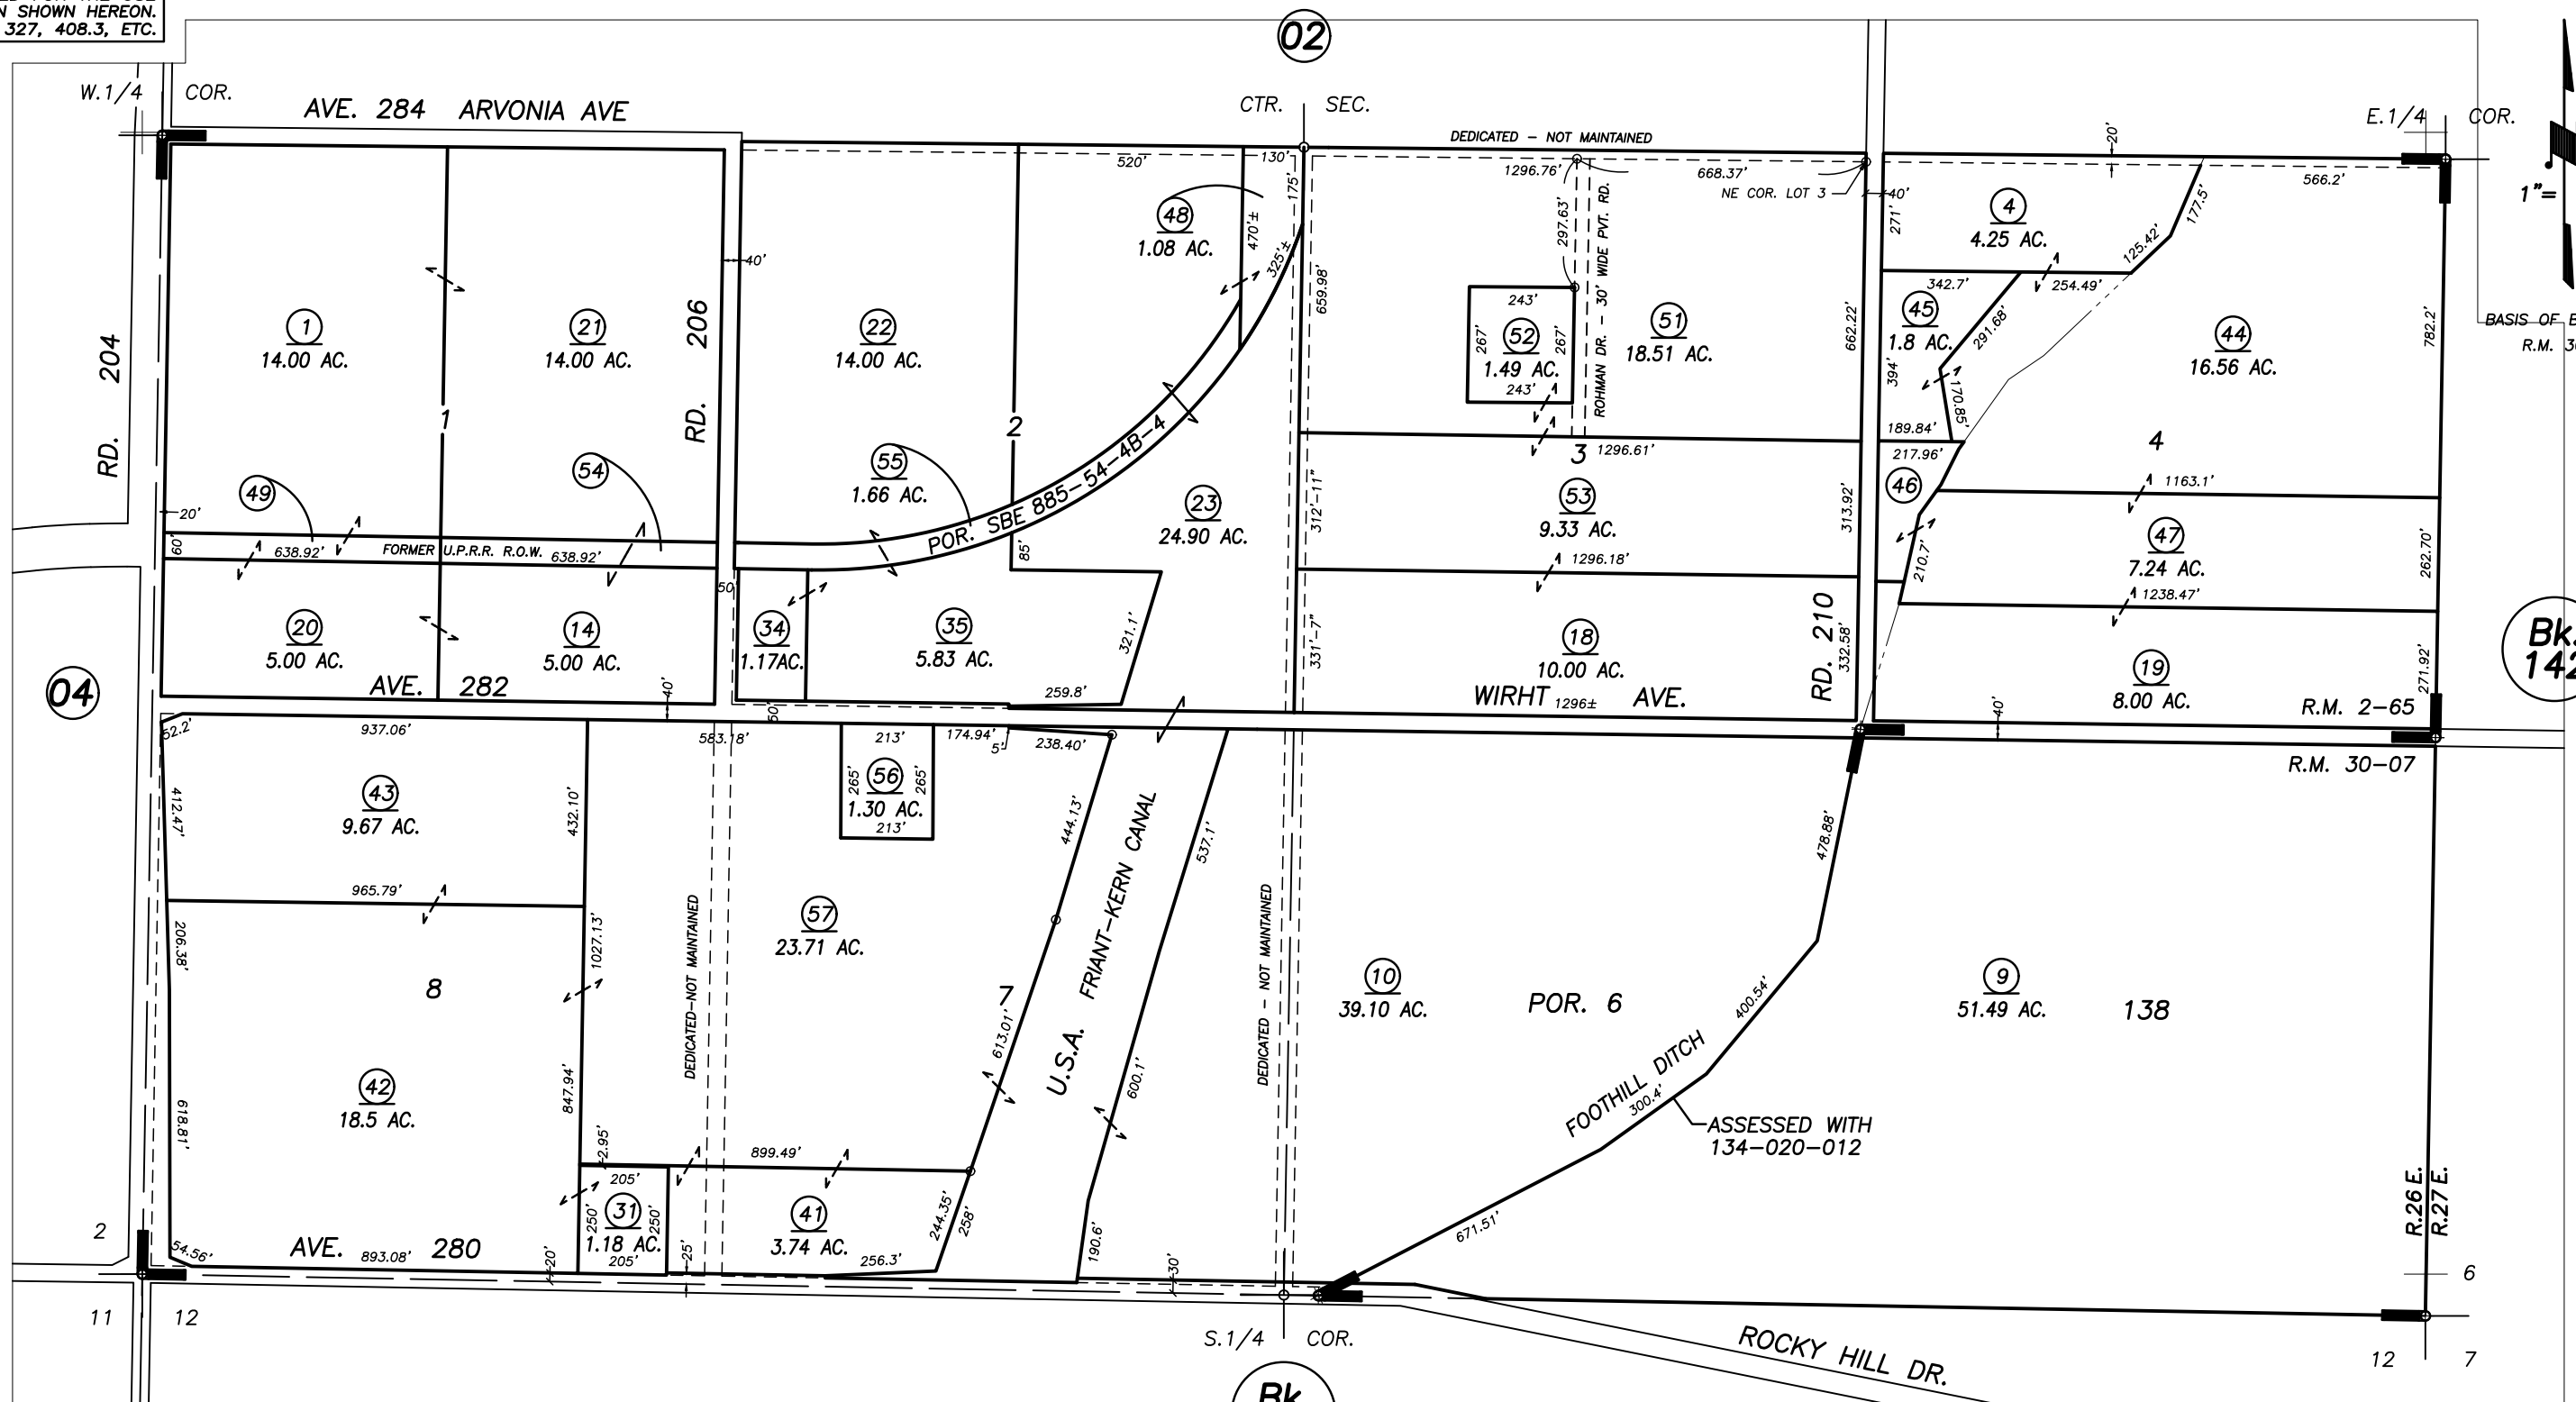 N SHOWN HEREON.
327, 408.3, ETC.
02
W.1/4 COR.
AVE. 284 ARVONIA AVE
CTR. SEC.
DEDICATED - NOT MAINTAINED
E.1/4 COR.
20'
520'
130'
1296.76'
668.37'
566.2'
NE COR. LOT 3
40'
1"=
175'
48
1.08 AC.
470'±
325'±
297.63'
ROHMAN DR. - 30' WIDE PVT. RD.
271'
4
4.25 AC.
177.5'
125.42'
40'
342.7'
254.49'
RD. 204
1
14.00 AC.
21
14.00 AC.
RD. 206
22
14.00 AC.
659.98'
243'
267'
52
267'
1.49 AC.
243'
51
18.51 AC.
662.22'
45
1.8 AC.
291.68'
394'
170.85'
44
16.56 AC.
782.2'
BASIS OF
R.M.
1
2
3
1296.61'
189.84'
217.96'
4
49
54
55
1.66 AC.
POR. SBE 885-54-4B-4
23
24.90 AC.
312'-11"
53
9.33 AC.
313.92'
46
1163.1'
20'
60'
638.92'
FORMER U.P.R.R. R.O.W.
638.92'
85'
1296.18'
210.7'
47
7.24 AC.
262.70'
1238.47'
50'
20
5.00 AC.
14
5.00 AC.
34
1.17AC.
35
5.83 AC.
321.1'
331'-7"
18
10.00 AC.
RD. 210
332.58'
19
8.00 AC.
271.92'
Bk.
142
04
AVE. 282
40'
50'
259.8'
WIRHT 1296± AVE.
40'
R.M. 2-65
R.M. 30-07
52.2'
937.06'
583.18'
213'
174.94'
5'
238.40'
412.47'
43
9.67 AC.
432.10'
265'
56
265'
1.30 AC.
213'
444.13'
537.1'
478.88'
965.79'
206.38'
1027.13'
DEDICATED-NOT MAINTAINED
57
23.71 AC.
U.S.A. FRIANT-KERN CANAL
DEDICATED - NOT MAINTAINED
8
7
10
39.10 AC.
POR. 6
400.54'
9
51.49 AC.
138
613.01'
600.1'
42
18.5 AC.
618.81'
847.94'
FOOTHILL DITCH
300.4'
ASSESSED WITH
134-020-012
2.95'
899.49'
205'
250'
31
250'
1.18 AC.
205'
41
3.74 AC.
244.35'
258'
190.6'
671.51'
R.26 E.
R.27 E.
2
54.56'
AVE. 280
893.08'
20'
25'
256.3'
30'
6
11
12
S.1/4 COR.
ROCKY HILL DR.
12
7
Bk